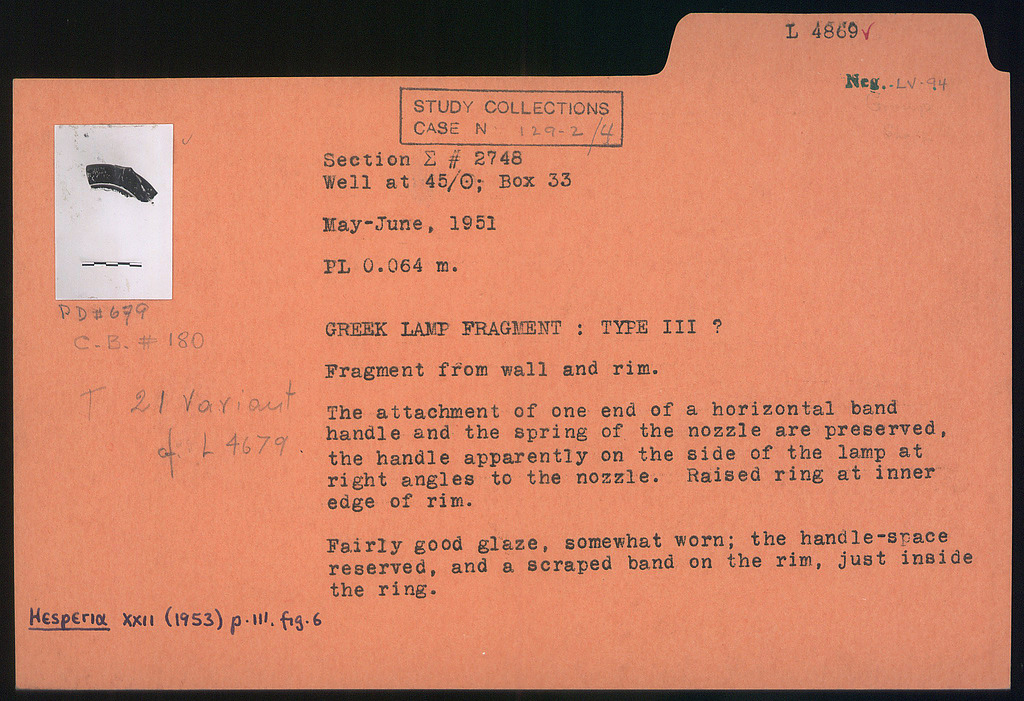 L 4869✓
Neg. LV-94
STUDY COLLECTIONS
CASE N 129-2/4
Section Σ # 2748
Well at 45/Θ; Box 33
May-June, 1951
PL 0.064 m.
PD#679
C.B. # 180
T 21 Variant
cf. L 4679.
GREEK LAMP FRAGMENT : TYPE III ?
Fragment from wall and rim.
The attachment of one end of a horizontal band
handle and the spring of the nozzle are preserved,
the handle apparently on the side of the lamp at
right angles to the nozzle. Raised ring at inner
edge of rim.
Fairly good glaze, somewhat worn; the handle-space
reserved, and a scraped band on the rim, just inside
the ring.
Hesperia XXII (1953) p.111. fig.6